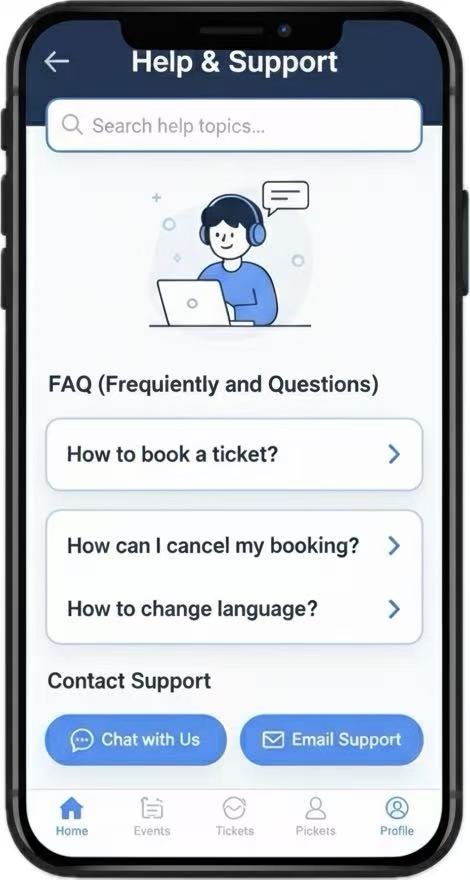 Help & Support
Search help topics...
FAQ (Frequiently and Questions)
How to book a ticket?
How can I cancel my booking?
How to change language?
Contact Support
Chat with Us
Email Support
Home
Events
Tickets
Pickets
Profile